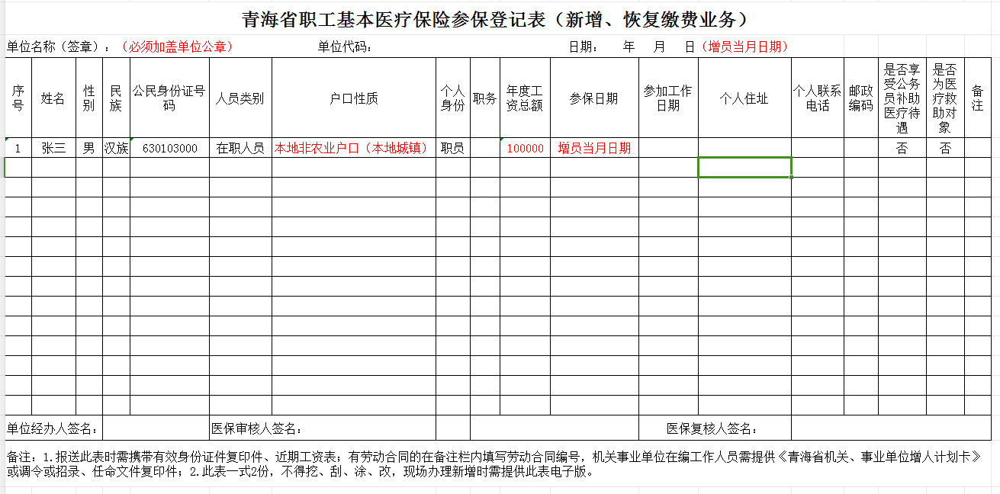 青海省职工基本医疗保险参保登记表（新增、恢复缴费业务）
单位名称（签章）：（必须加盖单位公章） 单位代码： 日期： 年 月 日（增员当月日期）
序号 姓名 性别 民族 公民身份证号码 人员类别 户口性质 个人身份 职务 年度工资总额 参保日期 参加工作日期 个人住址 个人联系电话 邮政编码 是否享受公务员补助医疗待遇 是否为医疗救助对象 备注
1 张三 男 汉族 630103000 在职人员 本地非农业户口（本地城镇） 职员 100000 增员当月日期 否 否
单位经办人签名： 医保审核人签名： 医保复核人签名：
备注：1.报送此表时需携带有效身份证件复印件、近期工资表；有劳动合同的在备注栏内填写劳动合同编号，机关事业单位在编工作人员需提供《青海省机关、事业单位增人计划卡》
或调令或招录、任命文件复印件；2.此表一式2份，不得挖、刮、涂、改，现场办理新增时需提供此表电子版。